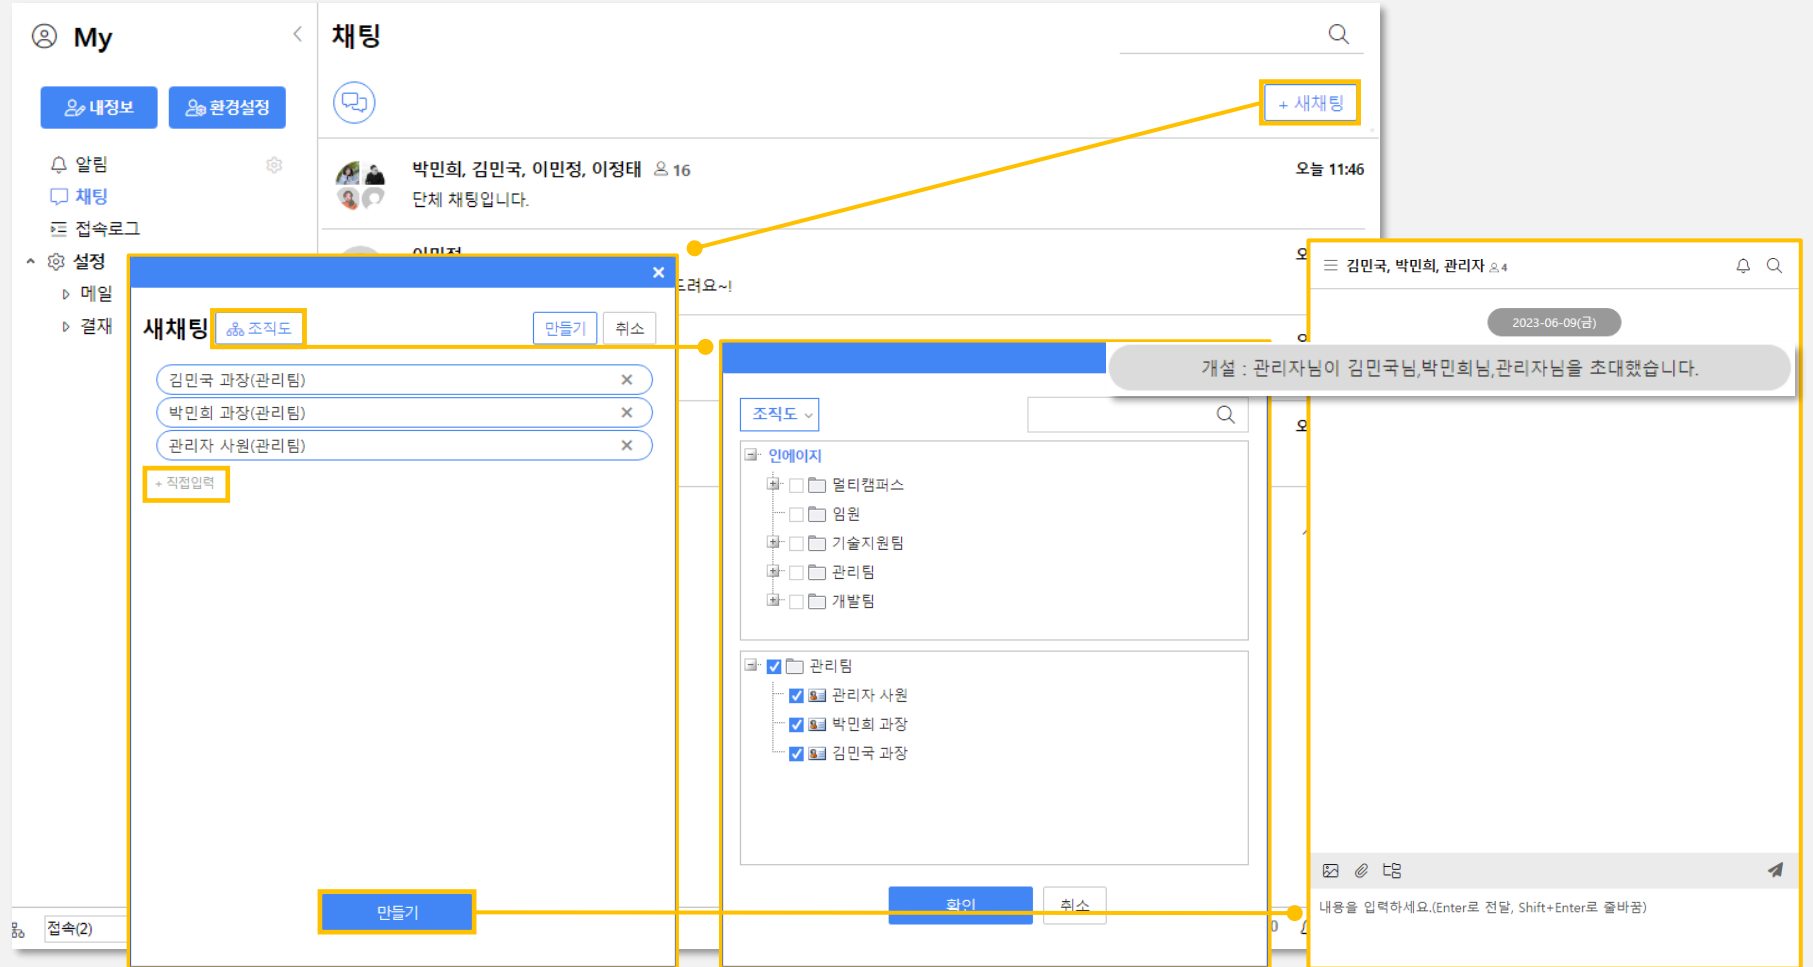 My
내정보
환경설정
알림
채팅
접속로그
설정
메일
결재
접속(2)
채팅
+ 새채팅
박민희, 김민국, 이민정, 이정태 16
오늘 11:46
단체 채팅입니다.
이민정
드려요~!
새채팅
조직도
만들기
취소
김민국 과장(관리팀)
박민희 과장(관리팀)
관리자 사원(관리팀)
+ 직접입력
만들기
조직도
인에이지
멀티캠퍼스
임원
기술지원팀
관리팀
개발팀
관리팀
관리자 사원
박민희 과장
김민국 과장
확인
취소
김민국, 박민희, 관리자 4
2023-06-09(금)
개설 : 관리자님이 김민국님,박민희님,관리자님을 초대했습니다.
내용을 입력하세요.(Enter로 전달, Shift+Enter로 줄바꿈)